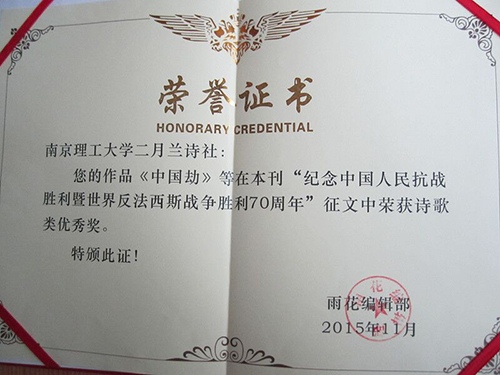 荣誉证书
HONORARY CREDENTIAL
南京理工大学二月兰诗社：
您的作品《中国劫》等在本刊“纪念中国人民抗战
胜利暨世界反法西斯战争胜利70周年”征文中荣获诗歌
类优秀奖。
特颁此证！
雨花编辑部
2015年11月